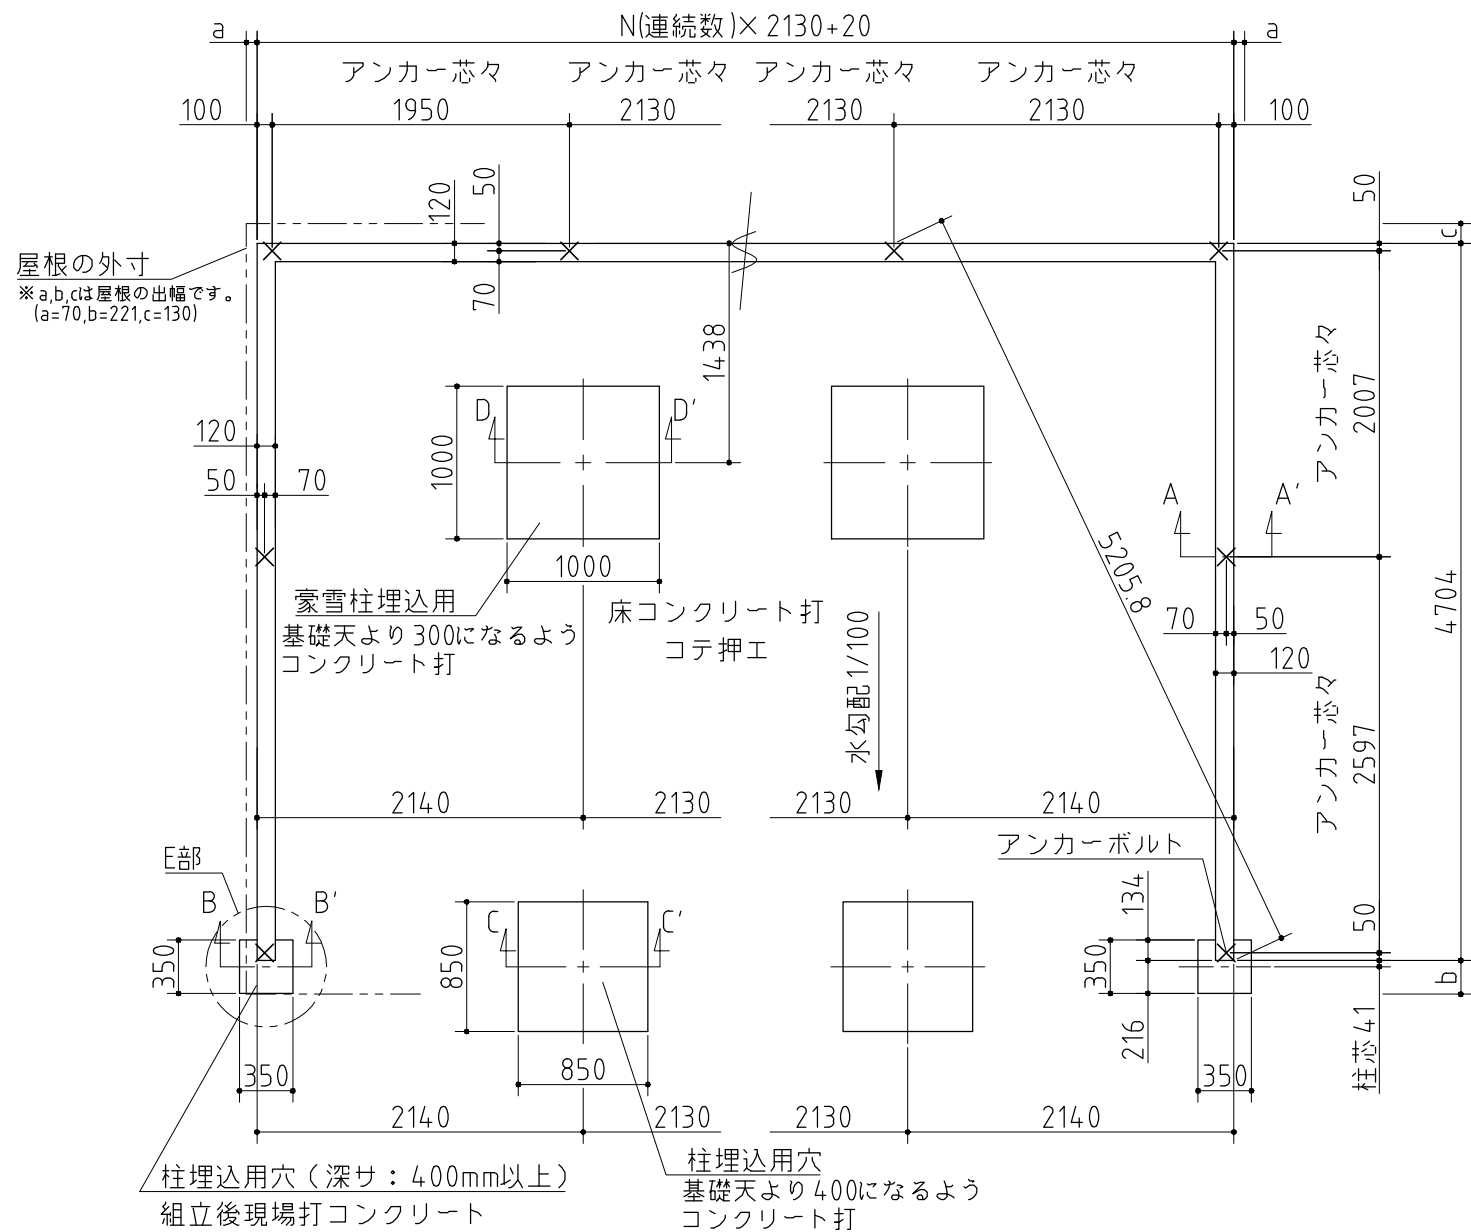 a
N(連続数)× 2130+20
a
アンカー芯々
アンカー芯々
アンカー芯々
アンカー芯々
100
1950
2130
2130
2130
100
120
50
50
c
屋根の外寸
※a,b,cは屋根の出幅です。
(a=70,b=221,c=130)
70
1438
アンカー芯々
2007
D
D'
120
1000
50
70
A
A'
1000
5205.8
豪雪柱埋込用
基礎天より300になるよう
コンクリート打
床コンクリート打
コテ押エ
70
50
4704
120
水勾配 1/100
アンカー芯々
2597
2140
2130
2130
2140
E部
アンカーボルト
B
B'
C
C'
134
50
350
850
350
b
216
柱芯 41
350
850
350
2140
2130
2130
2140
柱埋込用穴(深サ:400mm以上)
組立後現場打コンクリート
柱埋込用穴
基礎天より400になるよう
コンクリート打